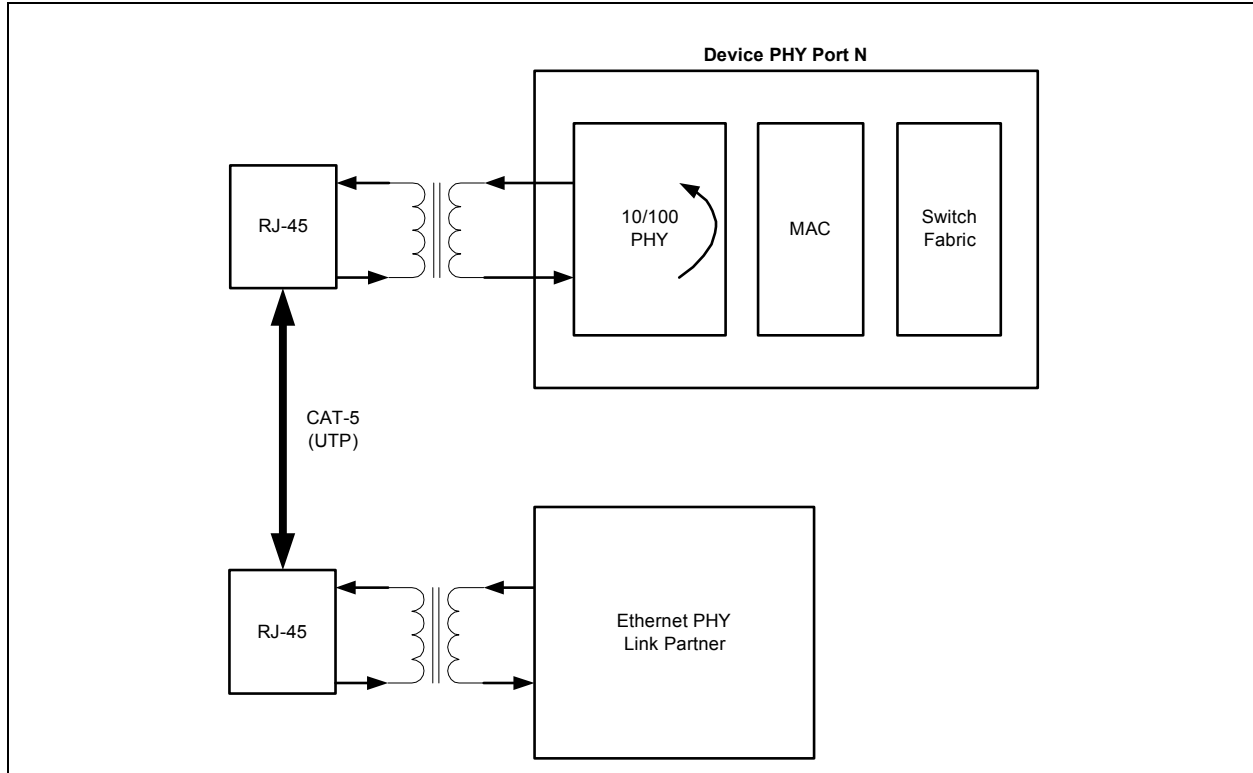 Device PHY Port N
RJ-45
10/100
PHY
MAC
Switch
Fabric
CAT-5
(UTP)
RJ-45
Ethernet PHY
Link Partner